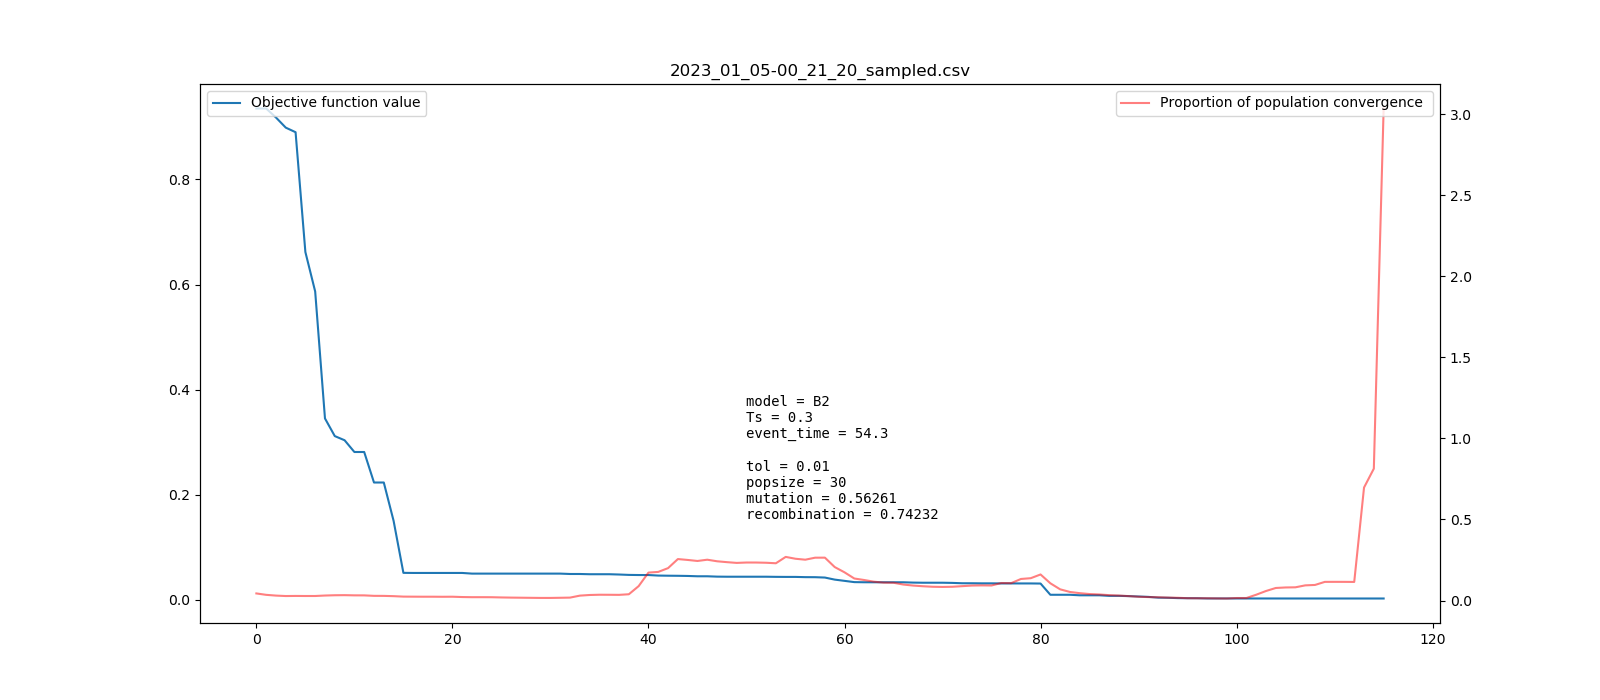 2023_01_05-00_21_20_sampled.csv
Objective function value
Proportion of population convergence
0.8
0.6
0.4
0.2
0.0
model = B2
Ts = 0.3
event_time = 54.3
tol = 0.01
popsize = 30
mutation = 0.56261
recombination = 0.74232
3.0
2.5
2.0
1.5
1.0
0.5
0.0
0 20 40 60 80 100 120